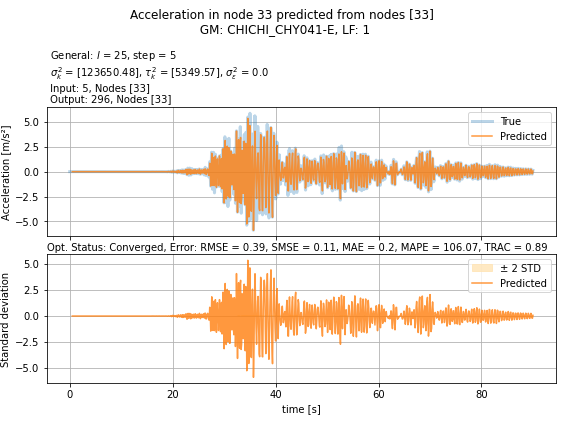 Acceleration in node 33 predicted from nodes [33]
GM: CHICHI_CHY041-E, LF: 1
General: l = 25, step = 5
σ²ₖ = [123650.48], τ²ₖ = [5349.57], σ²ε = 0.0
Input: 5, Nodes [33]
Output: 296, Nodes [33]
Acceleration [m/s²]
5.0
2.5
0.0
−2.5
−5.0
True
Predicted
Opt. Status: Converged, Error: RMSE = 0.39, SMSE = 0.11, MAE = 0.2, MAPE = 106.07, TRAC = 0.89
Standard deviation
5.0
2.5
0.0
−2.5
−5.0
± 2 STD
Predicted
0 20 40 60 80
time [s]